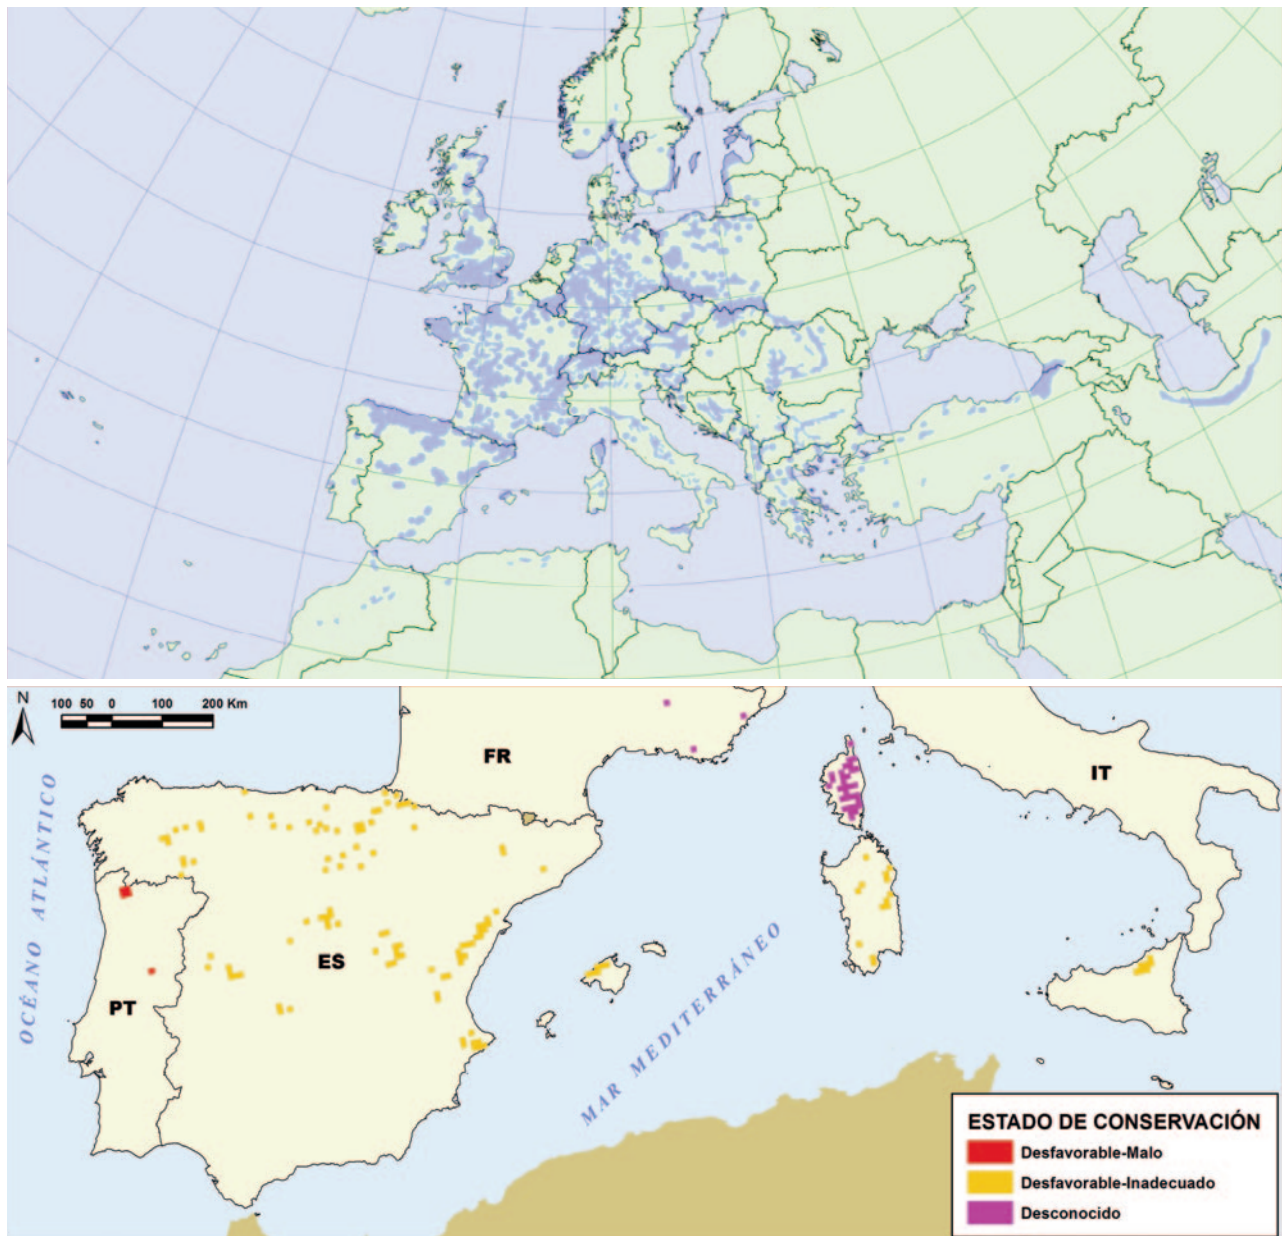 N
100 50 0 100 200 Km
FR
IT
OCÉANO ATLÁNTICO
ES
PT
MAR MEDITERRÁNEO
ESTADO DE CONSERVACIÓN
Desfavorable-Malo
Desfavorable-Inadecuado
Desconocido